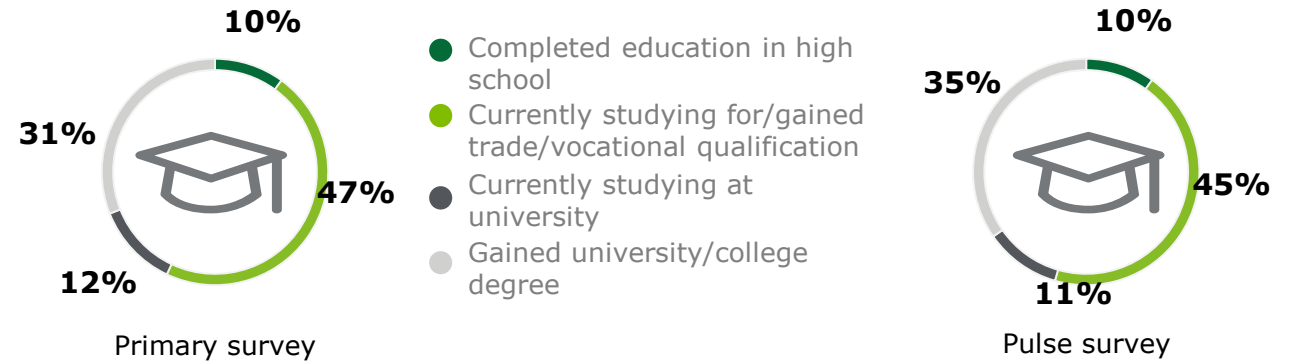 10%
31%
47%
12%
Primary survey
Completed education in high
school
Currently studying for/gained
trade/vocational qualification
Currently studying at
university
Gained university/college
degree
10%
35%
45%
11%
Pulse survey